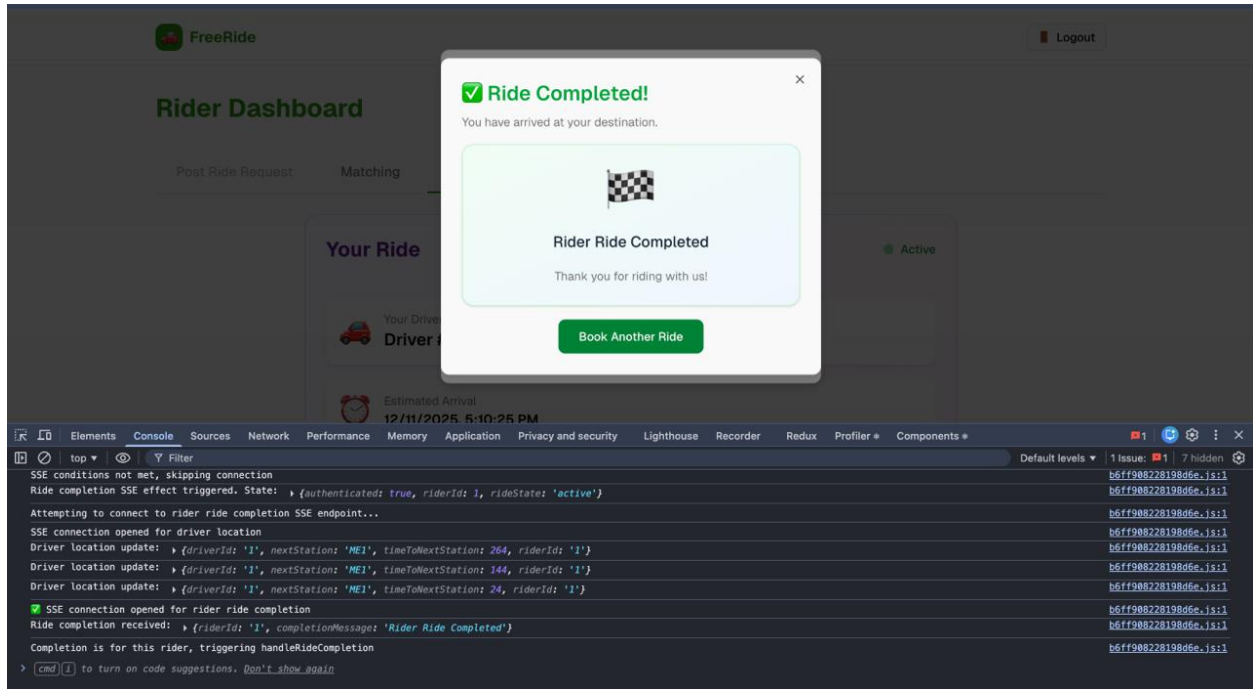 FreeRide
Logout
Rider Dashboard
Post Ride Request
Matching
✅ Ride Completed!
×
You have arrived at your destination.
Rider Ride Completed
Thank you for riding with us!
Book Another Ride
Your Ride
Active
Your Drive
Driver
Estimated Arrival
12/11/2025, 5:10:25 PM
Elements Console Sources Network Performance Memory Application Privacy and security Lighthouse Recorder Redux Profiler Components 1
top Filter Default levels 1 Issue: 1 7 hidden
SSE conditions not met, skipping connection b6ff908228198d6e.js:1
Ride completion SSE effect triggered. State: {authenticated: true, riderId: 1, rideState: 'active'} b6ff908228198d6e.js:1
Attempting to connect to rider ride completion SSE endpoint... b6ff908228198d6e.js:1
SSE connection opened for driver location b6ff908228198d6e.js:1
Driver location update: {driverId: '1', nextStation: 'ME1', timeToNextStation: 264, riderId: '1'} b6ff908228198d6e.js:1
Driver location update: {driverId: '1', nextStation: 'ME1', timeToNextStation: 144, riderId: '1'} b6ff908228198d6e.js:1
Driver location update: {driverId: '1', nextStation: 'ME1', timeToNextStation: 24, riderId: '1'} b6ff908228198d6e.js:1
✅ SSE connection opened for rider ride completion b6ff908228198d6e.js:1
Ride completion received: {riderId: '1', completionMessage: 'Rider Ride Completed'} b6ff908228198d6e.js:1
Completion is for this rider, triggering handleRideCompletion b6ff908228198d6e.js:1
> cmd i to turn on code suggestions. Don't show again